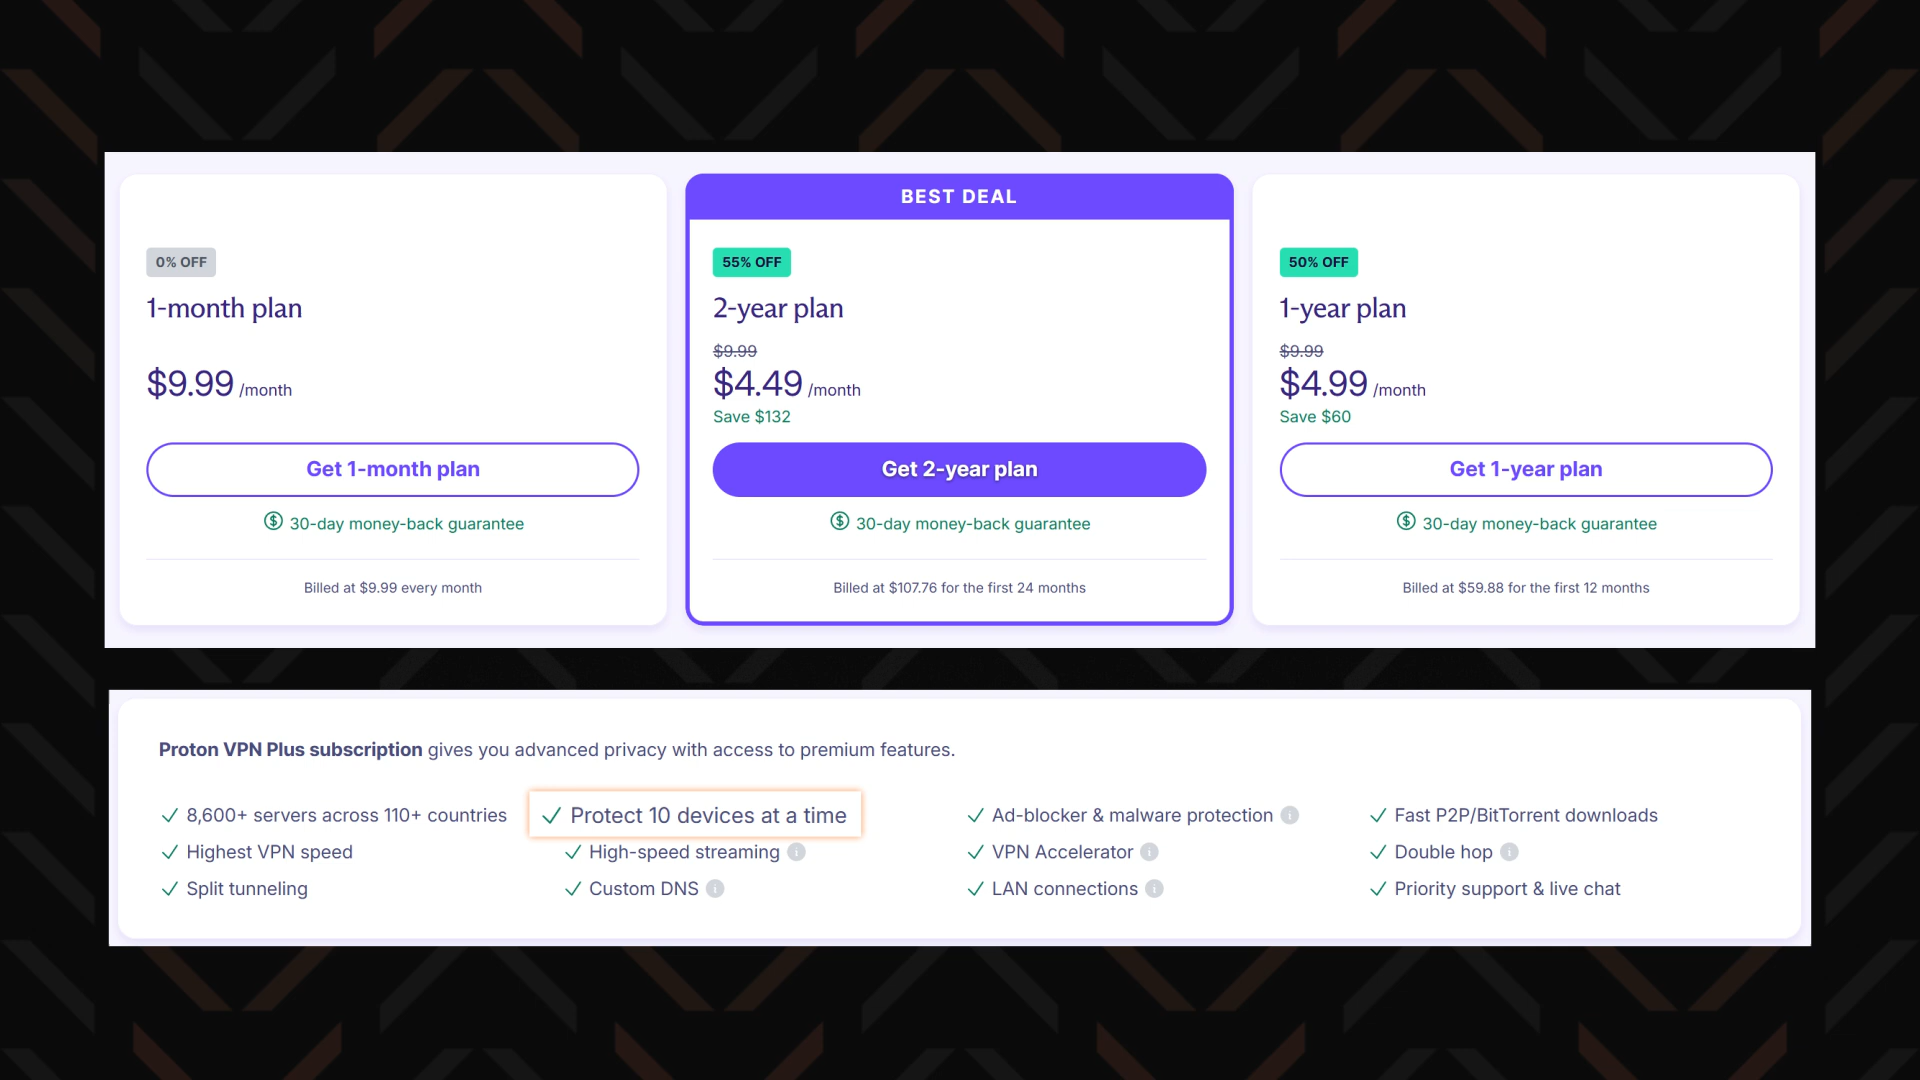 0% OFF
1-month plan
$9.99 /month
Get 1-month plan
30-day money-back guarantee
Billed at $9.99 every month
BEST DEAL
55% OFF
2-year plan
$9.99
$4.49 /month
Save $132
Get 2-year plan
30-day money-back guarantee
Billed at $107.76 for the first 24 months
50% OFF
1-year plan
$9.99
$4.99 /month
Save $60
Get 1-year plan
30-day money-back guarantee
Billed at $59.88 for the first 12 months
Proton VPN Plus subscription gives you advanced privacy with access to premium features.
8,600+ servers across 110+ countries
Highest VPN speed
Split tunneling
Protect 10 devices at a time
High-speed streaming
Custom DNS
Ad-blocker & malware protection
VPN Accelerator
LAN connections
Fast P2P/BitTorrent downloads
Double hop
Priority support & live chat